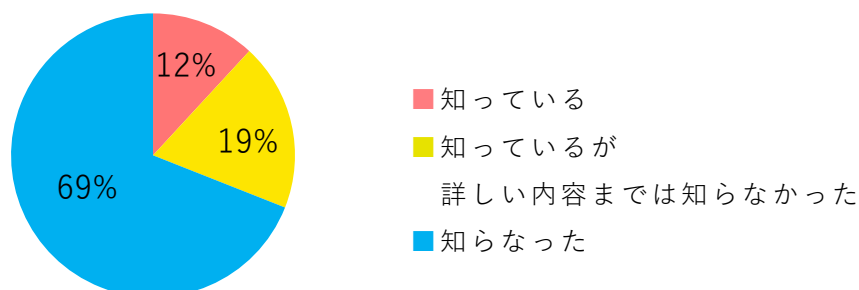 12%
19%
69%
知っている
知っているが
詳しい内容までは知らなかった
知らなった